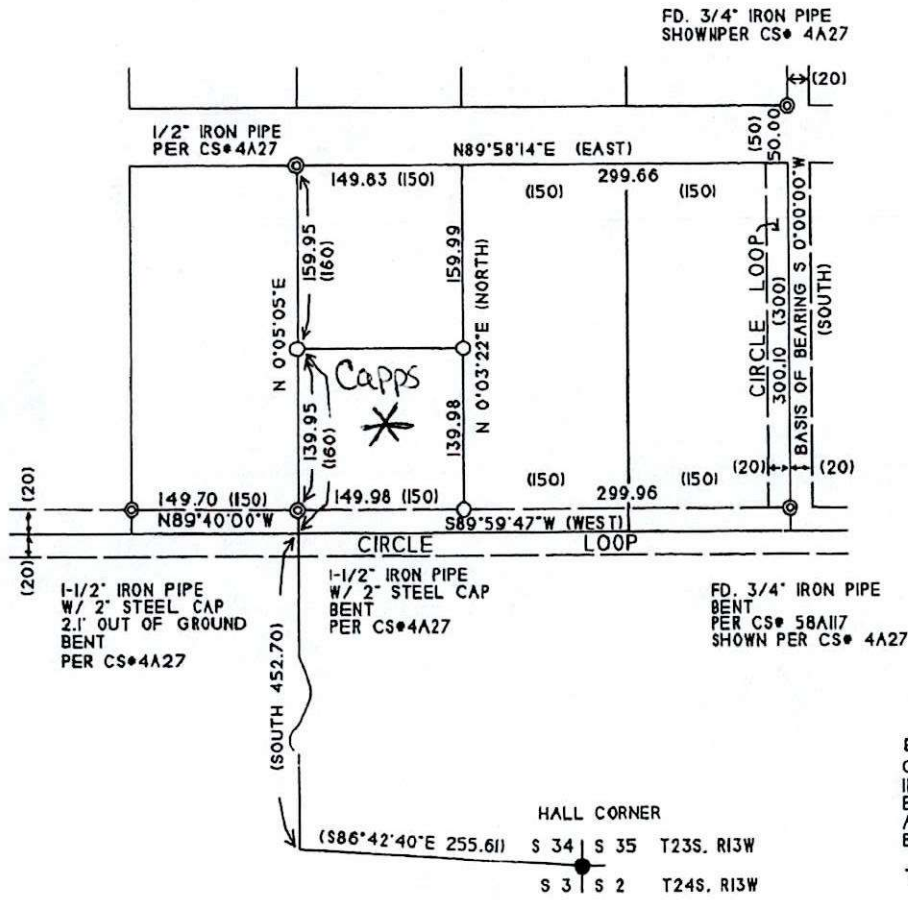 FD. 3/4" IRON PIPE
SHOWNPER CS# 4A27
(20)
1/2" IRON PIPE
PER CS#4A27
N89°58'14"E (EAST)
(50)
50.00
149.83 (150)
299.66
(150)
(150)
159.95
(160)
159.99
N 0°05'05"E
N 0°03'22"E (NORTH)
CIRCLE LOOP
300.10 (300)
BASIS OF BEARING S 0°00'00"W
(SOUTH)
Capps
139.95
(160)
139.98
(20)
149.70 (150)
N89°40'00"W
149.98 (150)
(150)
299.96
(150)
(20)
(20)
S89°59'47"W (WEST)
(20)
CIRCLE LOOP
1-1/2" IRON PIPE
W/ 2" STEEL CAP
2.1' OUT OF GROUND
BENT
PER CS#4A27
1-1/2" IRON PIPE
W/ 2" STEEL CAP
BENT
PER CS#4A27
FD. 3/4" IRON PIPE
BENT
PER CS# 58A117
SHOWN PER CS# 4A27
(SOUTH 452.70)
HALL CORNER
(S86°42'40"E 255.61)
S 34 S 35 T23S, R13W
S 3 S 2 T24S, R13W